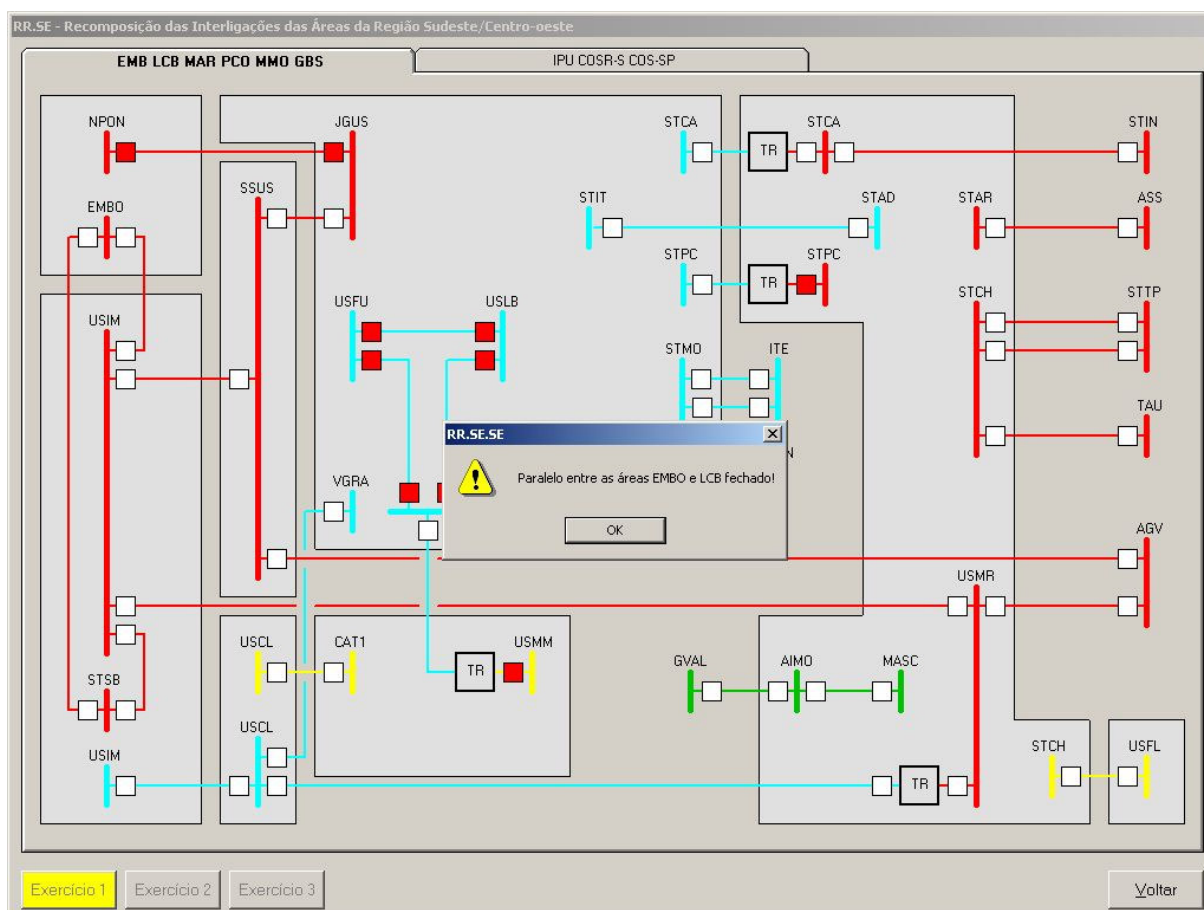 RR.SE - Recomposição das Interligações das Áreas da Região Sudeste/Centro-oeste
EMB LCB MAR PCO MMO GBS
IPU COSR-S COS-SP
NPON
JGUS
STCA
STCA
STIN
TR
SSUS
EMBO
STIT
STAD
STAR
ASS
STPC
STPC
TR
USIM
USFU
USLB
STCH
STTP
STMO
ITE
TAU
RR.SE.SE
Paralelo entre as áreas EMBO e LCB fechado!
OK
VGRA
AGV
USMR
USCL
CAT1
USMM
TR
GVAL
AIMO
MASC
STSB
USCL
USIM
STCH
USFL
TR
Exercício 1
Exercício 2
Exercício 3
Voltar